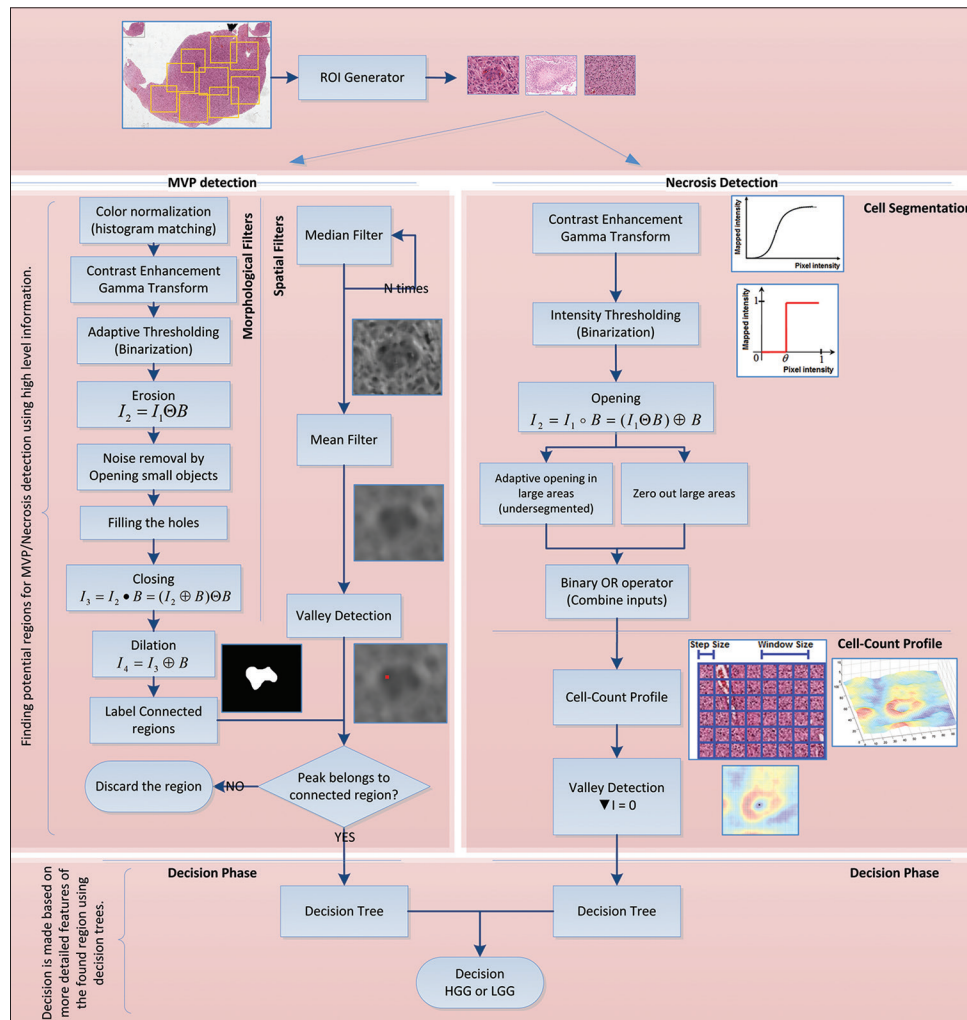 ROI Generator
MVP detection
Finding potential regions for MVP/Necrosis detection using high level information.
Color normalization
(histogram matching)
Contrast Enhancement
Gamma Transform
Adaptive Thresholding
(Binarization)
Erosion
I₂ = I₁ΘB
Noise removal by
Opening small objects
Filling the holes
Closing
I₃ = I₂ • B = (I₂ ⊕ B)ΘB
Dilation
I₄ = I₃ ⊕ B
Label Connected
regions
Morphological Filters
Spatial Filters
Median Filter
N times
Mean Filter
Valley Detection
Peak belongs to
connected region?
NO
Discard the region
YES
Necrosis Detection
Cell Segmentation
Contrast Enhancement
Gamma Transform
Mapped intensity
Pixel intensity
Intensity Thresholding
(Binarization)
Mapped intensity
1
0
θ
1
Pixel intensity
Opening
I₂ = I₁ ∘ B = (I₁ΘB) ⊕ B
Adaptive opening in
large areas
(undersegmented)
Zero out large areas
Binary OR operator
(Combine inputs)
Cell-Count Profile
Step Size
Window Size
Cell-Count Profile
Valley Detection
▼ I = 0
Decision is made based on
more detailed features of
the found region using
decision trees.
Decision Phase
Decision Phase
Decision Tree
Decision Tree
Decision
HGG or LGG